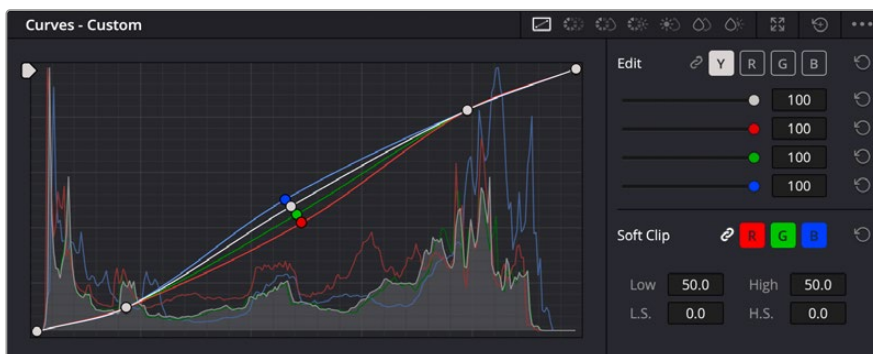 Curves - Custom
Edit Y R G B
100
100
100
100
Soft Clip R G B
Low 50.0 High 50.0
L.S. 0.0 H.S. 0.0